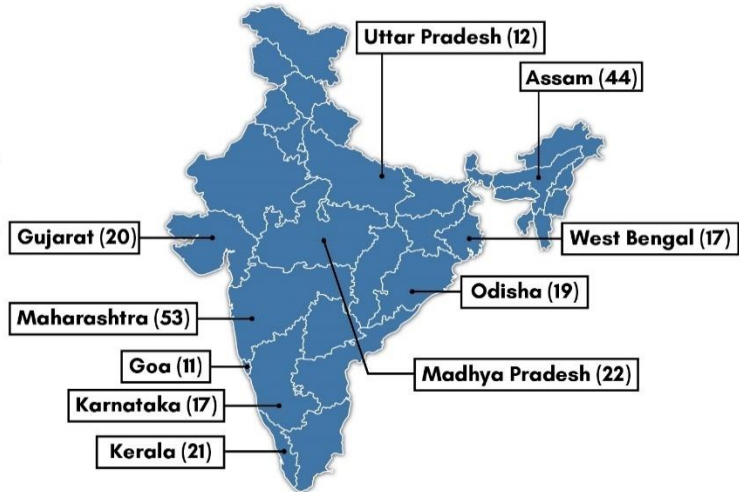 Uttar Pradesh (12)
Assam (44)
Gujarat (20)
West Bengal (17)
Odisha (19)
Maharashtra (53)
Goa (11)
Madhya Pradesh (22)
Karnataka (17)
Kerala (21)